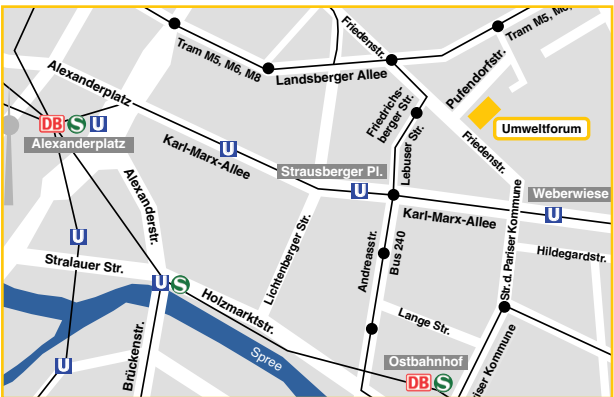 Friedenstr.
Tram M5, M6,
Tram M5, M6, M8
Landsberger Allee
Alexanderplatz
Pufendorfstr.
Friedrichs-
berger Str.
DB S U
Alexanderplatz
Umweltforum
Karl-Marx-Allee
U
Lebuser Str.
Friedenstr.
Strausberger Pl.
U
Weberwiese
U
Karl-Marx-Allee
Alexanderstr.
Str. d. Pariser Kommune
Lichtenberger Str.
Andreasstr.
Bus 240
U
Hildegardstr.
Stralauer Str.
U S
Holzmarktstr.
Lange Str.
Brückenstr.
Spree
U
Ostbahnhof
DB S
riser Kommune